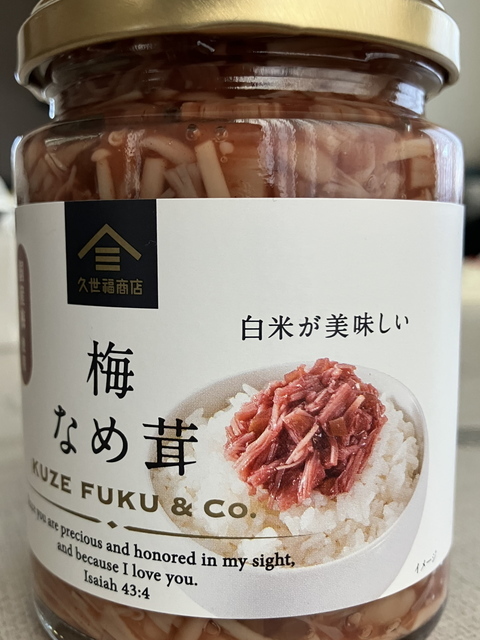 久世福商店
白米が美味しい
梅
なめ茸
KUZE FUKU & Co.
you are precious and honored in my sight,
and because I love you.
Isaiah 43:4
イメージ